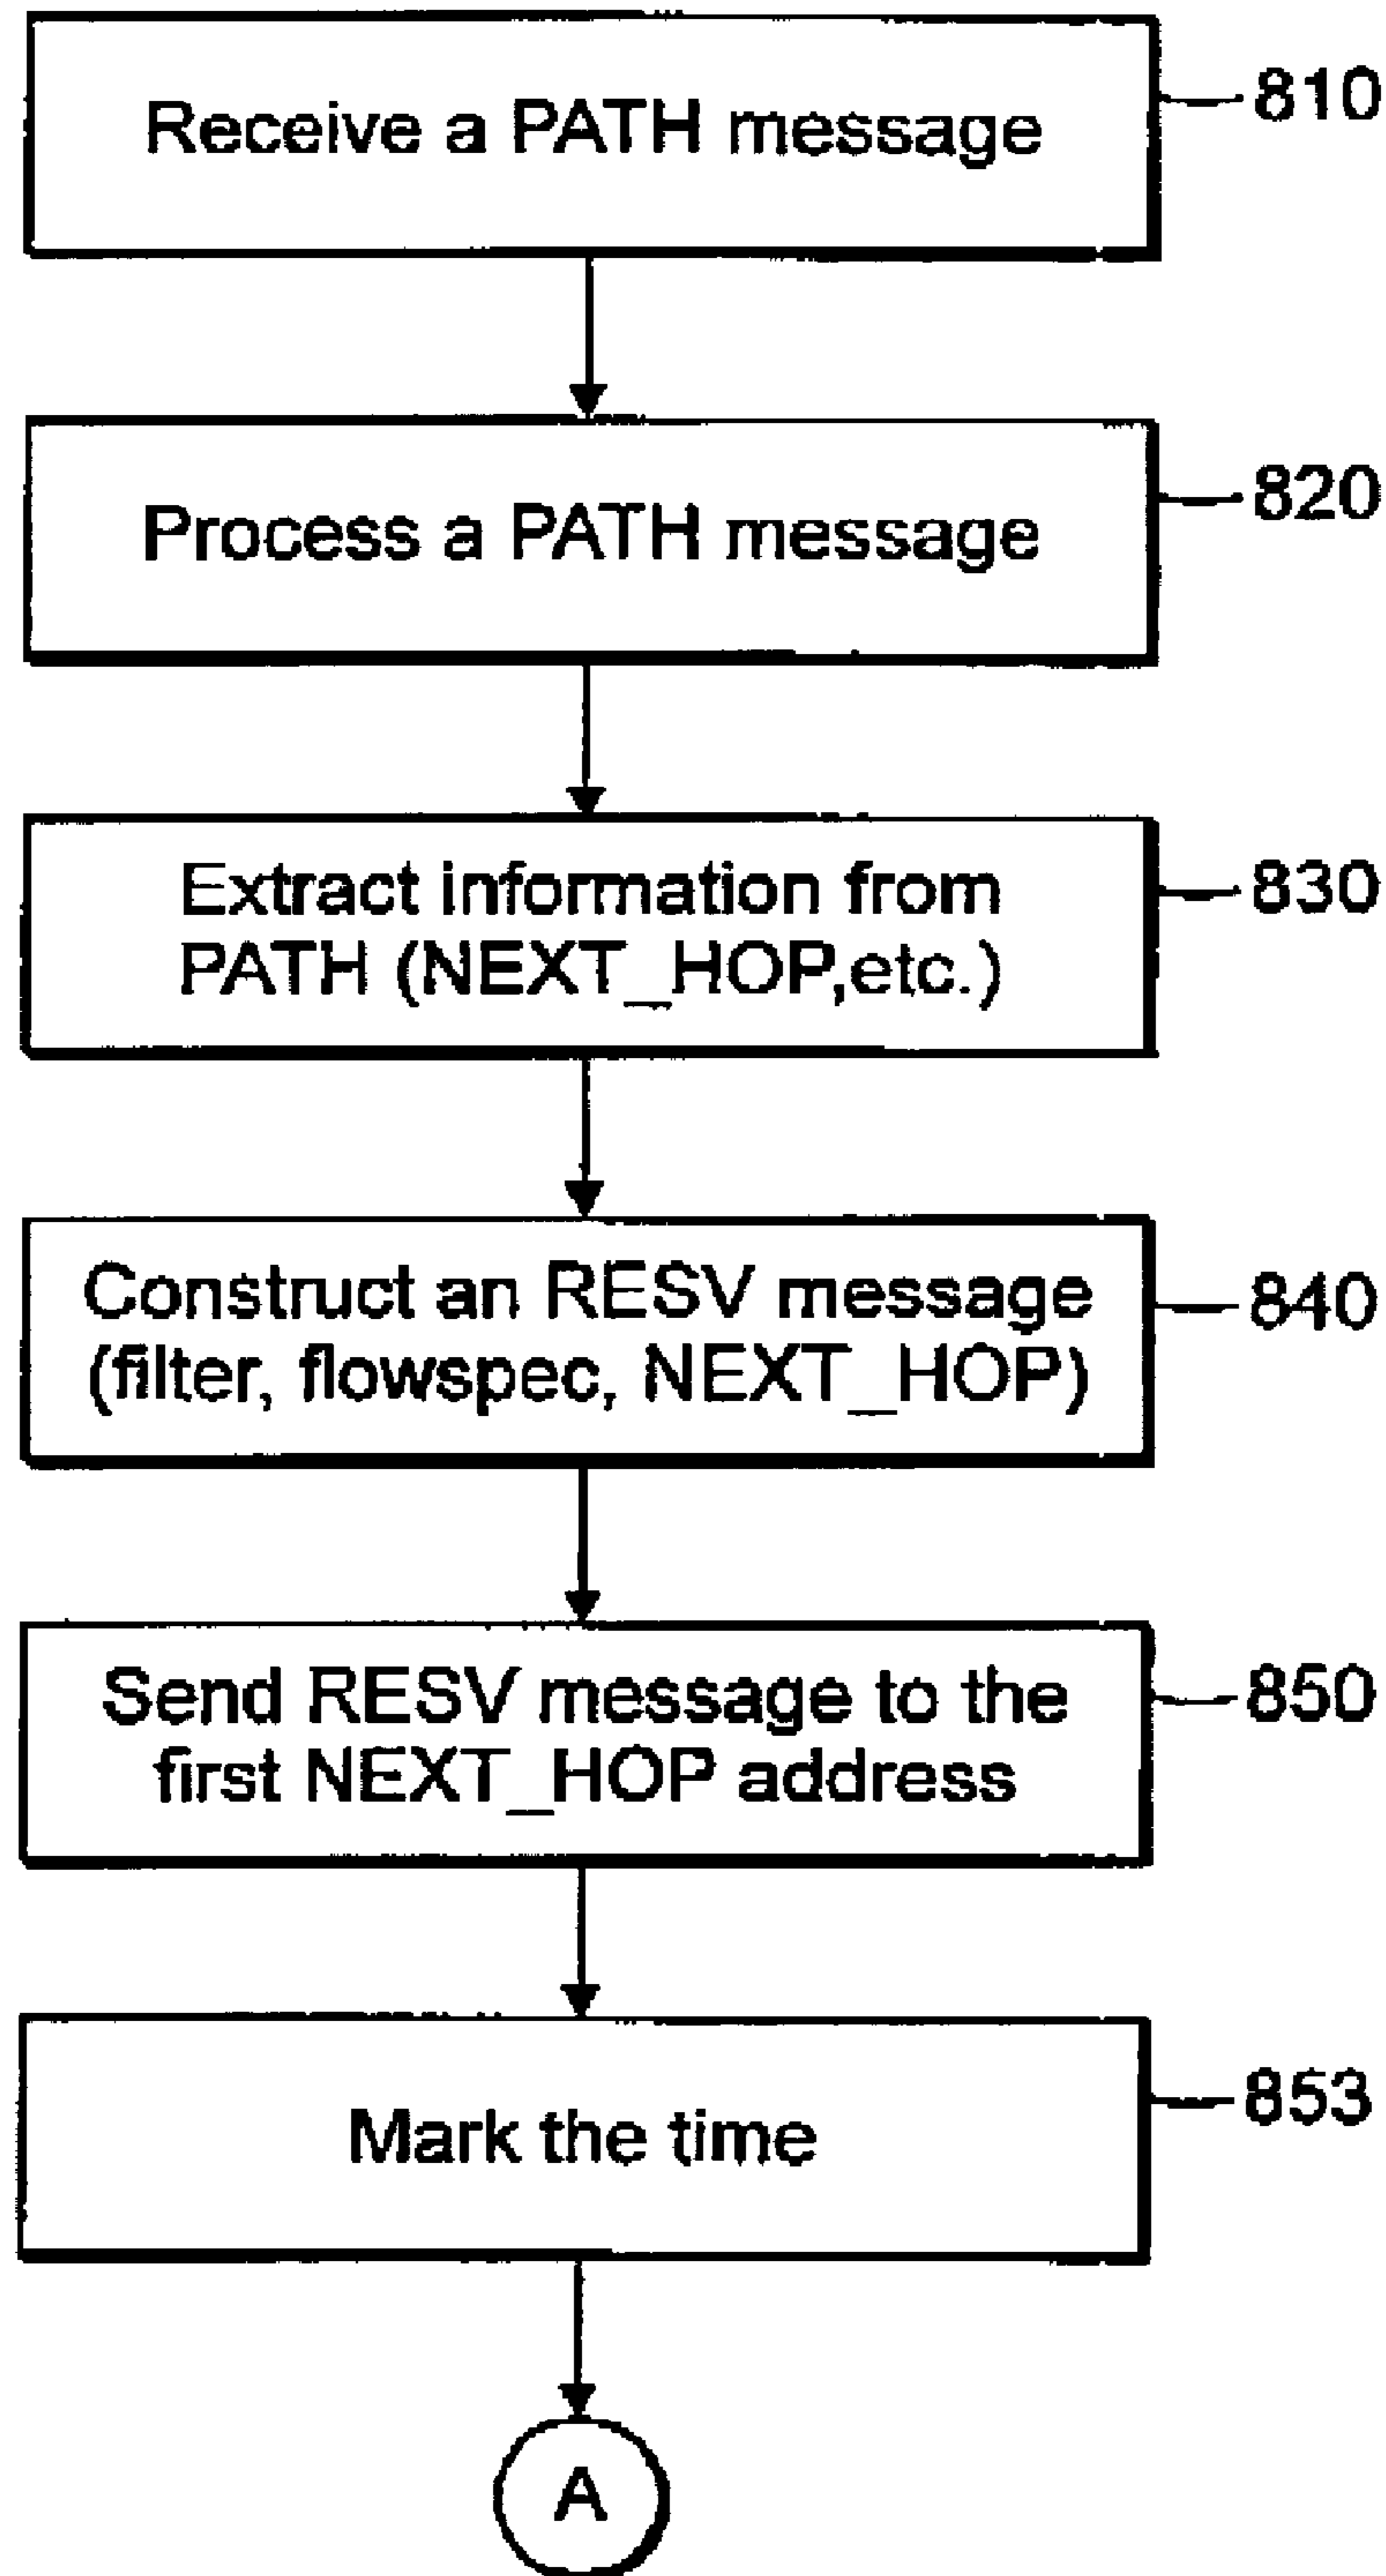 Receive a PATH message
810
Process a PATH message
820
Extract information from
PATH (NEXT_HOP,etc.)
830
Construct an RESV message
(filter, flowspec, NEXT_HOP)
840
Send RESV message to the
first NEXT_HOP address
850
Mark the time
853
A